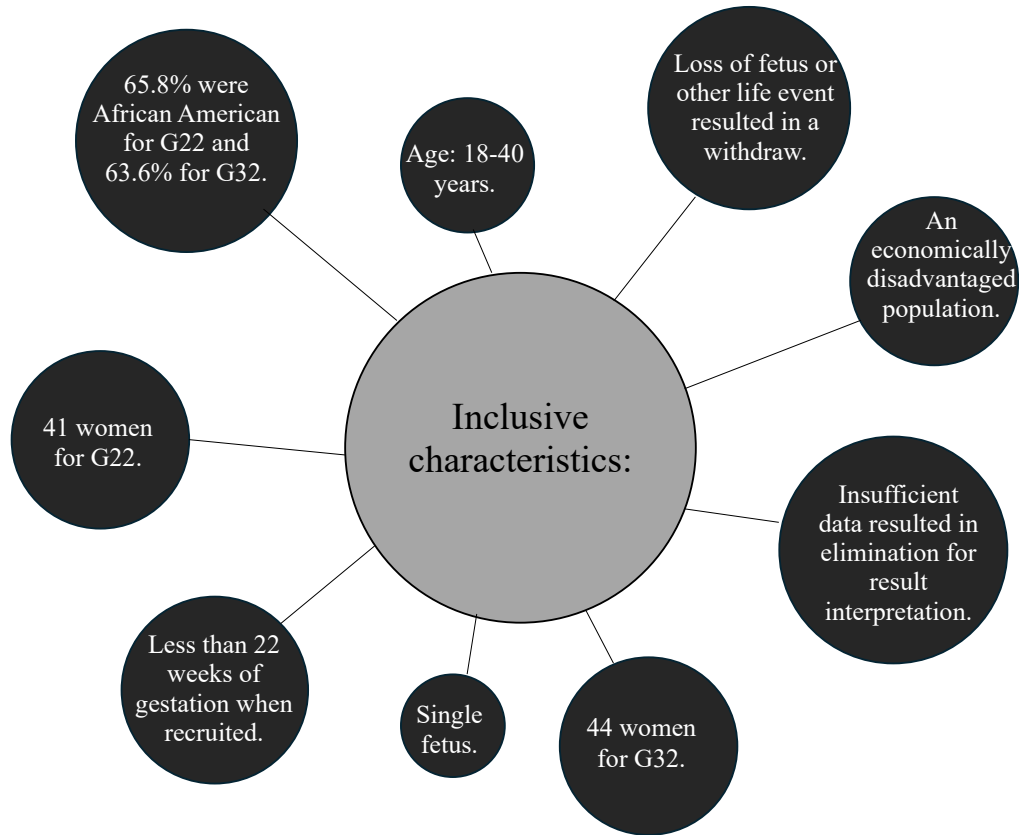 65.8% were
African American
for G22 and
63.6% for G32.
Age: 18-40
years.
Loss of fetus or
other life event
resulted in a
withdraw.
An
economically
disadvantaged
population.
Inclusive
characteristics:
41 women
for G22.
Insufficient
data resulted in
elimination for
result
interpretation.
Less than 22
weeks of
gestation when
recruited.
Single
fetus.
44 women
for G32.